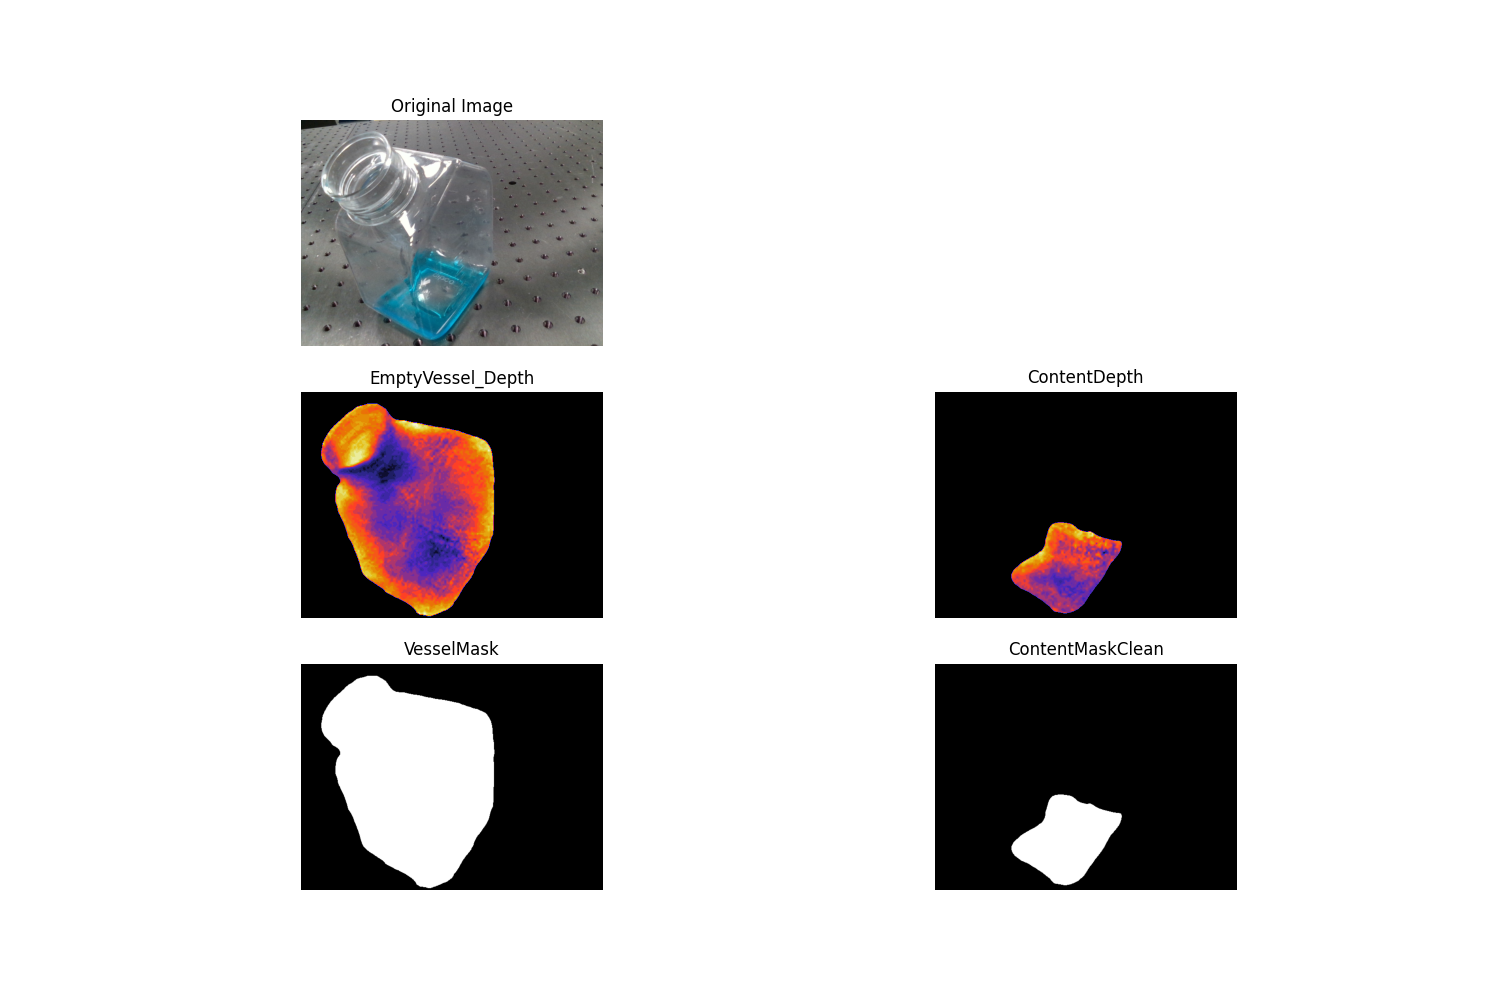 Original Image
EmptyVessel_Depth
ContentDepth
VesselMask
ContentMaskClean